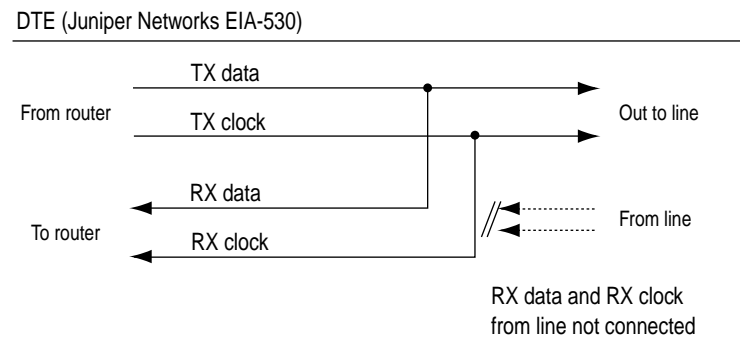 DTE (Juniper Networks EIA-530)
TX data
From router
Out to line
TX clock
RX data
From line
To router
RX clock
RX data and RX clock
from line not connected